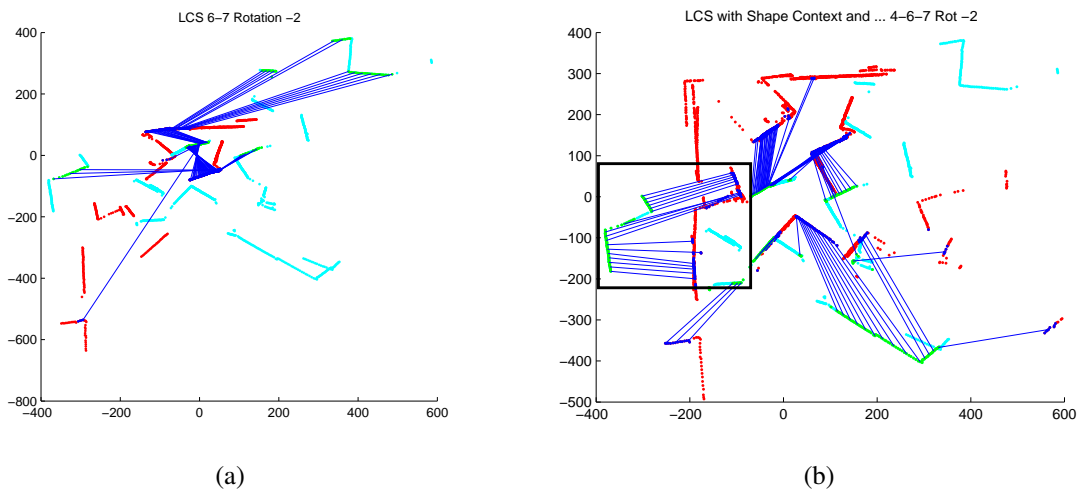 LCS 6−7 Rotation −2
400
200
0
−200
−400
−600
−800
−400 −200 0 200 400 600
(a)
LCS with Shape Context and ... 4−6−7 Rot −2
400
300
200
100
0
−100
−200
−300
−400
−500
−400 −200 0 200 400 600
(b)